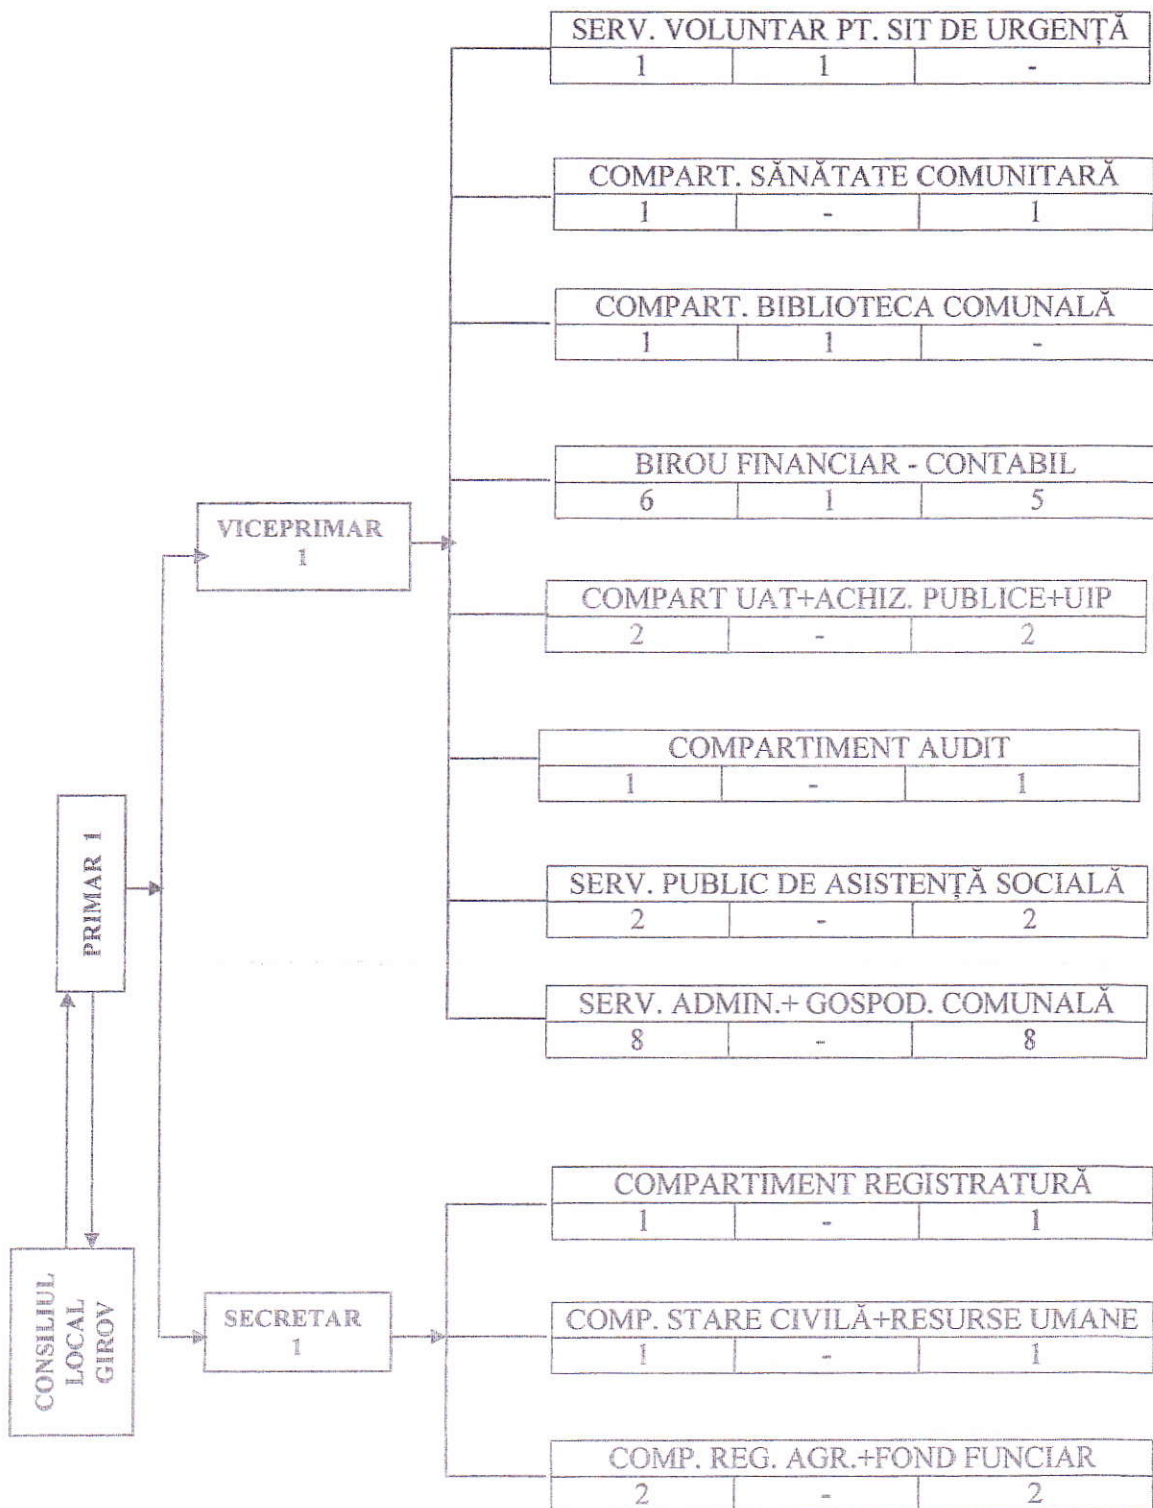 SERV. VOLUNTAR PT. SIT DE URGENȚĂ
1 1 -
COMPART. SĂNĂTATE COMUNITARĂ
1 - 1
COMPART. BIBLIOTECA COMUNALĂ
1 1 -
BIROU FINANCIAR - CONTABIL
6 1 5
VICEPRIMAR
1
COMPART UAT+ACHIZ. PUBLICE+UIP
2 - 2
COMPARTIMENT AUDIT
1 - 1
PRIMAR 1
SERV. PUBLIC DE ASISTENȚĂ SOCIALĂ
2 - 2
SERV. ADMIN.+ GOSPOD. COMUNALĂ
8 - 8
COMPARTIMENT REGISTRATURĂ
1 - 1
CONSILIUL
LOCAL
GIROV
SECRETAR
1
COMP. STARE CIVILĂ+RESURSE UMANE
1 - 1
COMP. REG. AGR.+FOND FUNCIAR
2 - 2